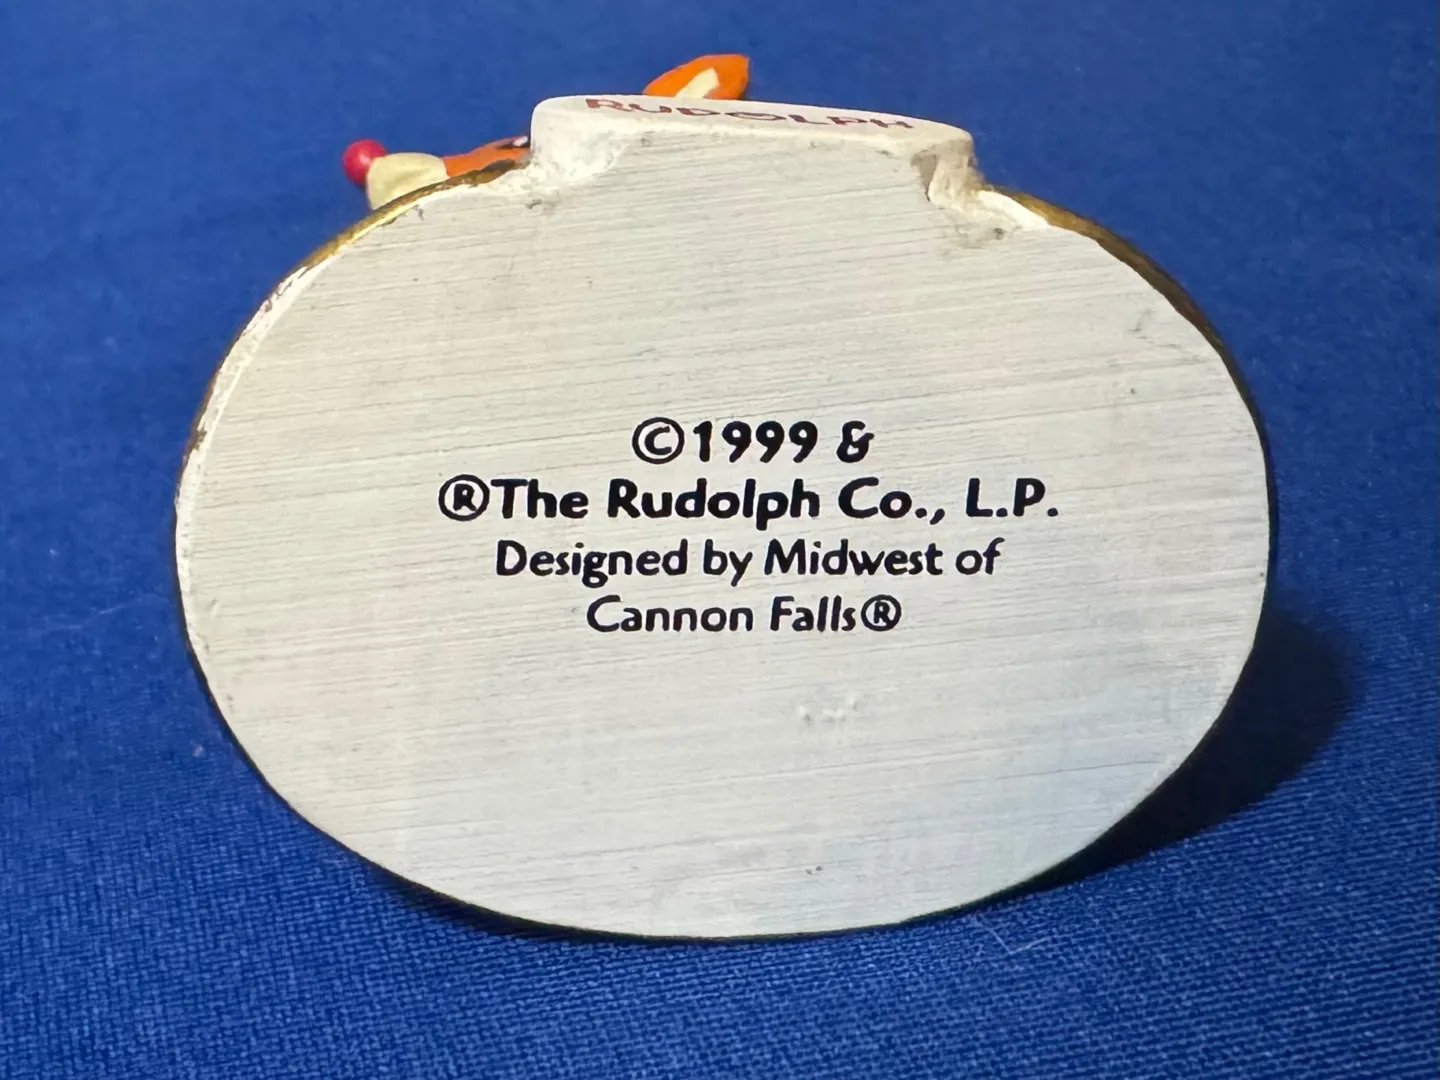 RUDOLPH
©1999 &
®The Rudolph Co., L.P.
Designed by Midwest of
Cannon Falls®